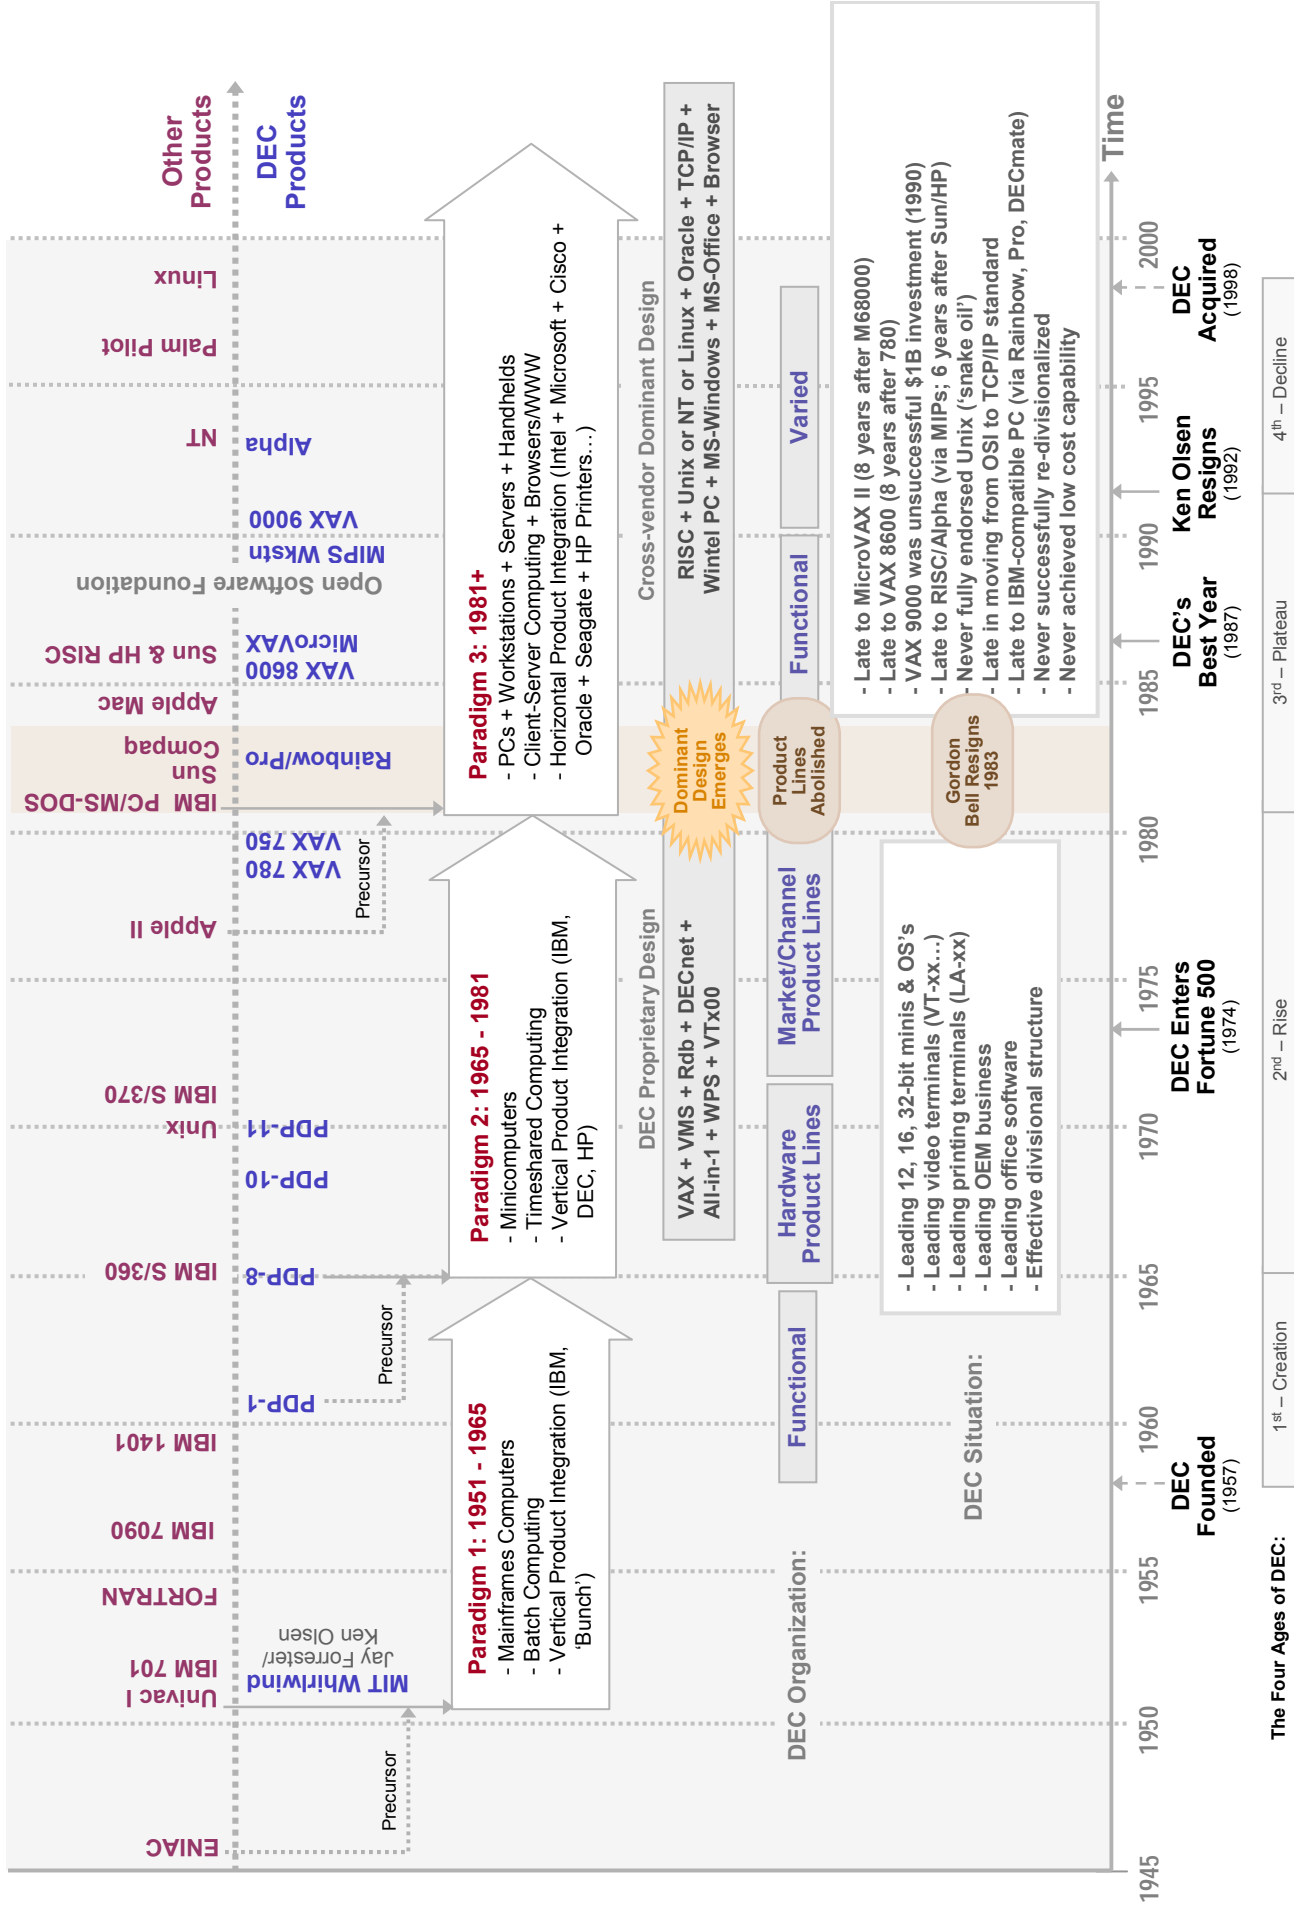 Other
Products
DEC
Products
ENIAC
Univac I
IBM 701
FORTRAN
IBM 7090
IBM 1401
IBM S/360
Unix
IBM S/370
Apple II
IBM PC/MS-DOS
Sun
Compaq
Apple Mac
Sun & HP RISC
Open Software Foundation
NT
Palm Pilot
Linux
MIT Whirlwind
Jay Forrester/
Ken Olsen
PDP-1
PDP-8
PDP-10
PDP-11
VAX 780
VAX 750
Rainbow/Pro
VAX 8600
MicroVAX
MIPS Wkstn
VAX 9000
Alpha
Precursor
Precursor
Precursor
Paradigm 1: 1951 - 1965
- Mainframes Computers
- Batch Computing
- Vertical Product Integration (IBM,
‘Bunch’)
Paradigm 2: 1965 - 1981
- Minicomputers
- Timeshared Computing
- Vertical Product Integration (IBM,
DEC, HP)
Paradigm 3: 1981+
- PCs + Workstations + Servers + Handhelds
- Client-Server Computing + Browsers/WWW
- Horizontal Product Integration (Intel + Microsoft + Cisco +
Oracle + Seagate + HP Printers…)
DEC Proprietary Design
VAX + VMS + Rdb + DECnet +
All-in-1 + WPS + VTx00
Dominant
Design
Emerges
Cross-vendor Dominant Design
RISC + Unix or NT or Linux + Oracle + TCP/IP +
Wintel PC + MS-Windows + MS-Office + Browser
DEC Organization:
Functional
Hardware
Product Lines
Market/Channel
Product Lines
Product
Lines
Abolished
Functional
Varied
DEC Situation:
- Leading 12, 16, 32-bit minis & OS’s
- Leading video terminals (VT-xx…)
- Leading printing terminals (LA-xx)
- Leading OEM business
- Leading office software
- Effective divisional structure
Gordon
Bell Resigns
1983
- Late to MicroVAX II (8 years after M68000)
- Late to VAX 8600 (8 years after 780)
- VAX 9000 was unsuccessful $1B investment (1990)
- Late to RISC/Alpha (via MIPs; 6 years after Sun/HP)
- Never fully endorsed Unix (‘snake oil’)
- Late in moving from OSI to TCP/IP standard
- Late to IBM-compatible PC (via Rainbow, Pro, DECmate)
- Never successfully re-divisionalized
- Never achieved low cost capability
Time
1945
1950
1955
1960
1965
1970
1975
1980
1985
1990
1995
2000
DEC
Founded
(1957)
DEC Enters
Fortune 500
(1974)
DEC’s
Best Year
(1987)
Ken Olsen
Resigns
(1992)
DEC
Acquired
(1998)
The Four Ages of DEC:
1st – Creation
2nd – Rise
3rd – Plateau
4th – Decline